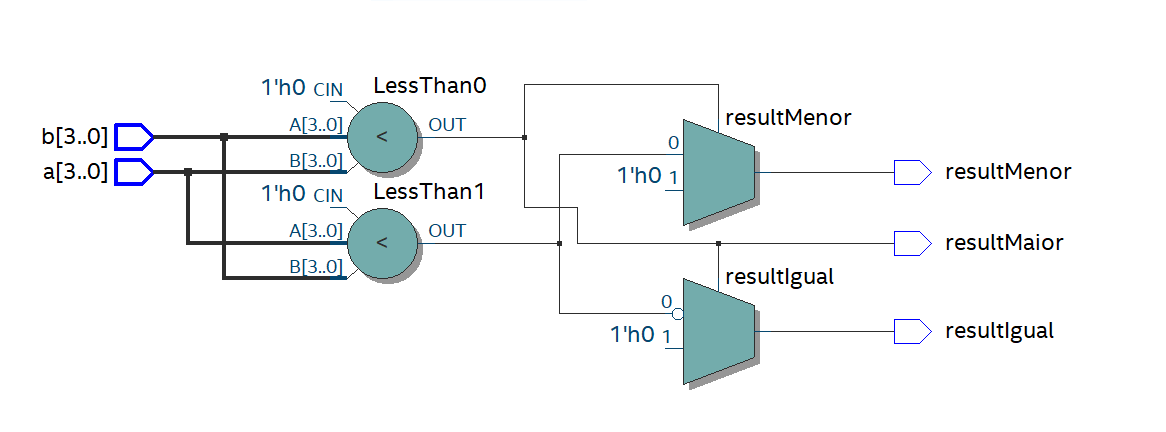 1'h0 CIN LessThan0
b[3..0] A[3..0] < OUT
a[3..0] B[3..0]
1'h0 CIN LessThan1
A[3..0] < OUT
B[3..0]
resultMenor
0
1'h0 1 resultMenor
resultMaior
resultIgual
0
1'h0 1 resultIgual